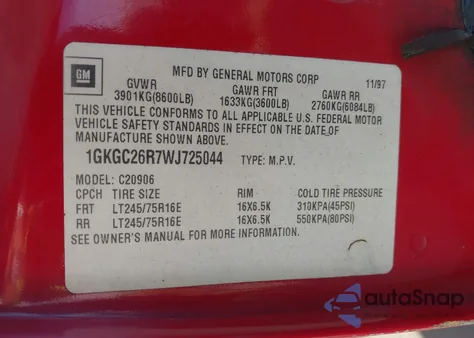 GM
MFD BY GENERAL MOTORS CORP 11/97
GVWR GAWR FRT GAWR RR
3901KG(8600LB) 1633KG(3600LB) 2760KG(6084LB)
THIS VEHICLE CONFORMS TO ALL APPLICABLE U.S. FEDERAL MOTOR
VEHICLE SAFETY STANDARDS IN EFFECT ON THE DATE OF
MANUFACTURE SHOWN ABOVE.
1GKGC26R7WJ725044 TYPE: M.P.V.
MODEL: C20906
CPCH TIRE SIZE RIM COLD TIRE PRESSURE
FRT LT245/75R16E 16X6.5K 310KPA(45PSI)
RR LT245/75R16E 16X6.5K 550KPA(80PSI)
SEE OWNER'S MANUAL FOR MORE INFORMATION.
autoSnap